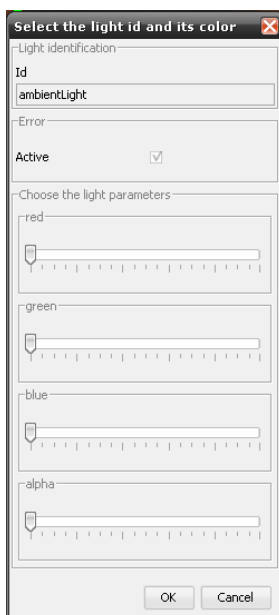 Select the light id and its color
Light identification
Id
ambientLight
Error
Active
Choose the light parameters
red
green
blue
alpha
OK Cancel